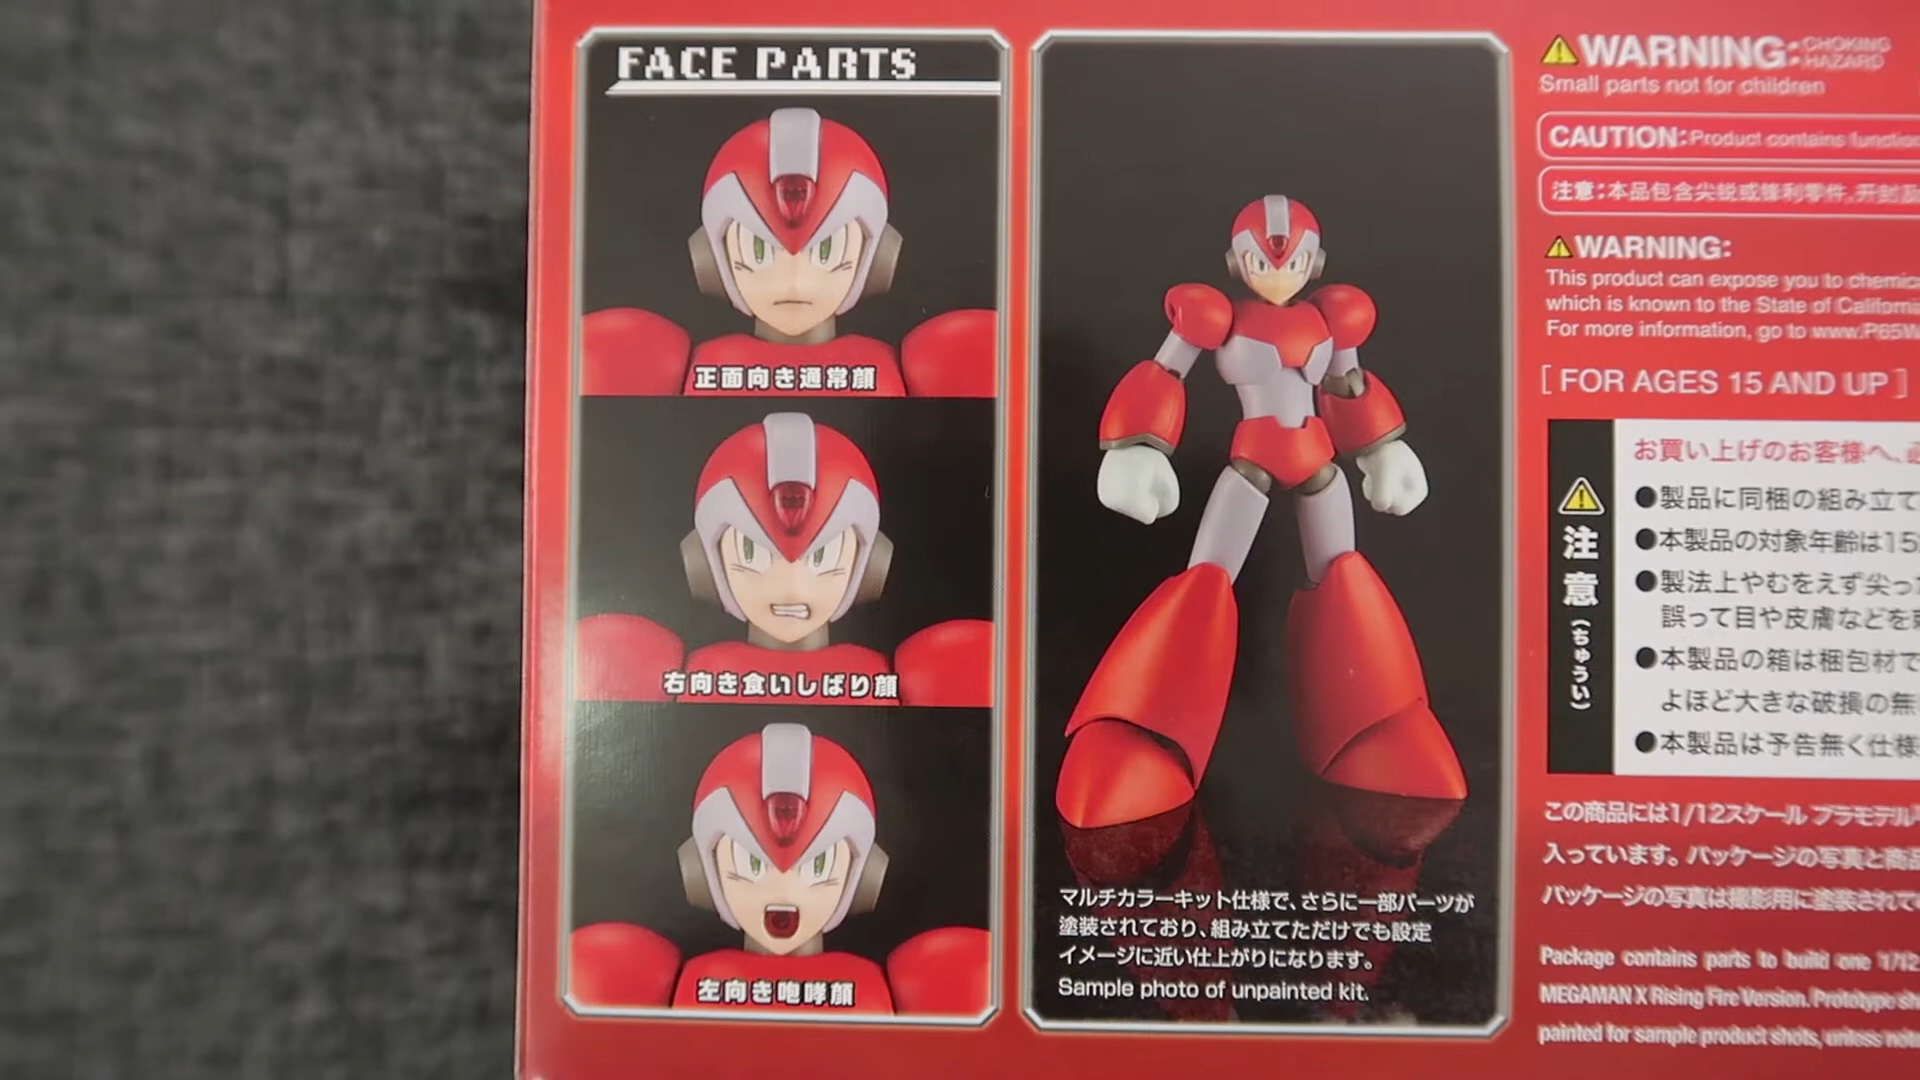 FACE PARTS
正面向き通常顔
右向き食いしばり顔
左向き咆哮顔
マルチカラーキット仕様で、さらに一部パーツが
塗装されており、組み立てただけでも設定
イメージに近い仕上がりになります。
Sample photo of unpainted kit.
WARNING: CHOKING HAZARD
Small parts not for children
CAUTION: Product contains function
注意:本品包含尖锐或锋利零件,开封
WARNING:
This product can expose you to chemic
which is known to the State of California
For more information, go to www.P65W
[ FOR AGES 15 AND UP ]
注意(ちゅうい)
お買い上げのお客様へ、必
●製品に同梱の組み立て
●本製品の対象年齢は15
●製法上やむをえず尖っ
誤って目や皮膚などを
●本製品の箱は梱包材で
よほど大きな破損の無
●本製品は予告無く仕様
この商品には1/12スケール プラモデル
入っています。パッケージの写真と商品
パッケージの写真は撮影用に塗装されて
Package contains parts to build one 1/12
MEGAMAN X Rising Fire Version. Prototype sh
painted for sample product shots, unless note